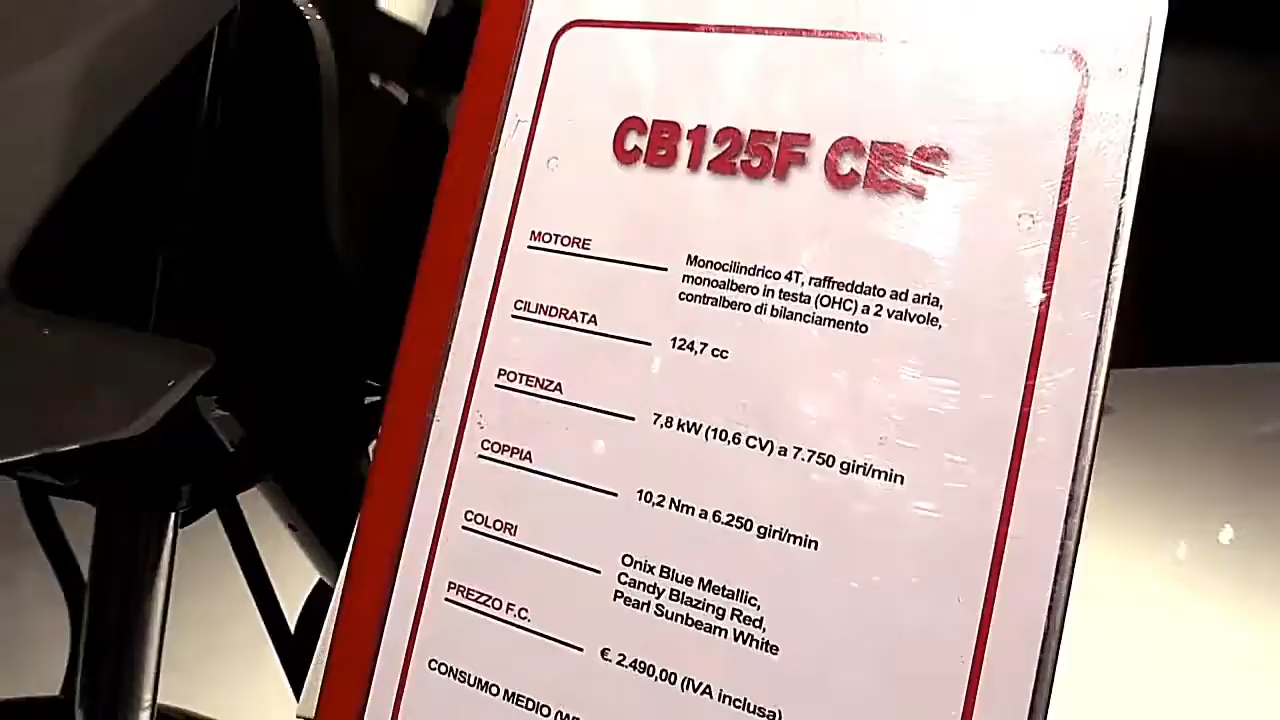 CB125F CBS
MOTORE
Monocilindrico 4T, raffreddato ad aria,
monoalbero in testa (OHC) a 2 valvole,
contralbero di bilanciamento
CILINDRATA
124,7 cc
POTENZA
7,8 kW (10,6 CV) a 7.750 giri/min
COPPIA
10,2 Nm a 6.250 giri/min
COLORI
Onix Blue Metallic,
Candy Blazing Red,
Pearl Sunbeam White
PREZZO F.C.
€. 2.490,00 (IVA inclusa)
CONSUMO MEDIO